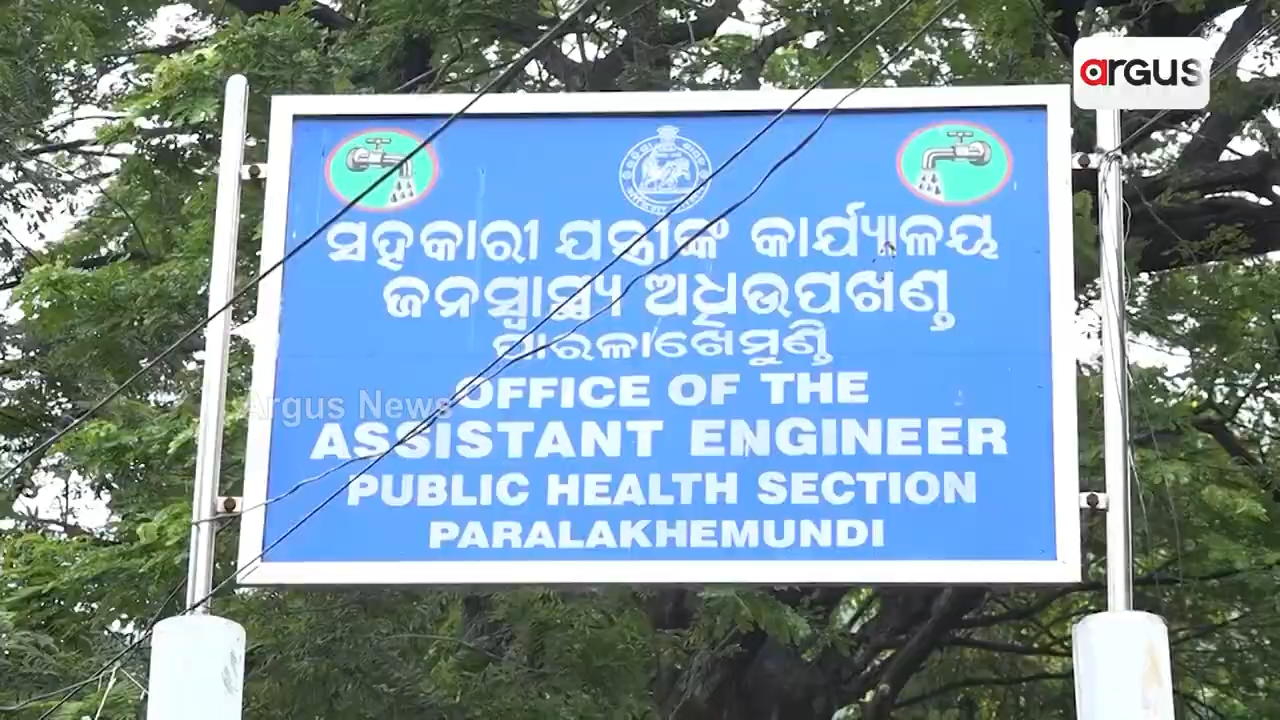 argus
ସହକାରୀ ଯନ୍ତ୍ରୀଙ୍କ କାର୍ଯ୍ୟାଳୟ
ଜନସ୍ୱାସ୍ଥ୍ୟ ଅଧିଉପଖଣ୍ଡ
ପାରଳାଖେମୁଣ୍ଡି
OFFICE OF THE
Argus News
ASSISTANT ENGINEER
PUBLIC HEALTH SECTION
PARALAKHEMUNDI